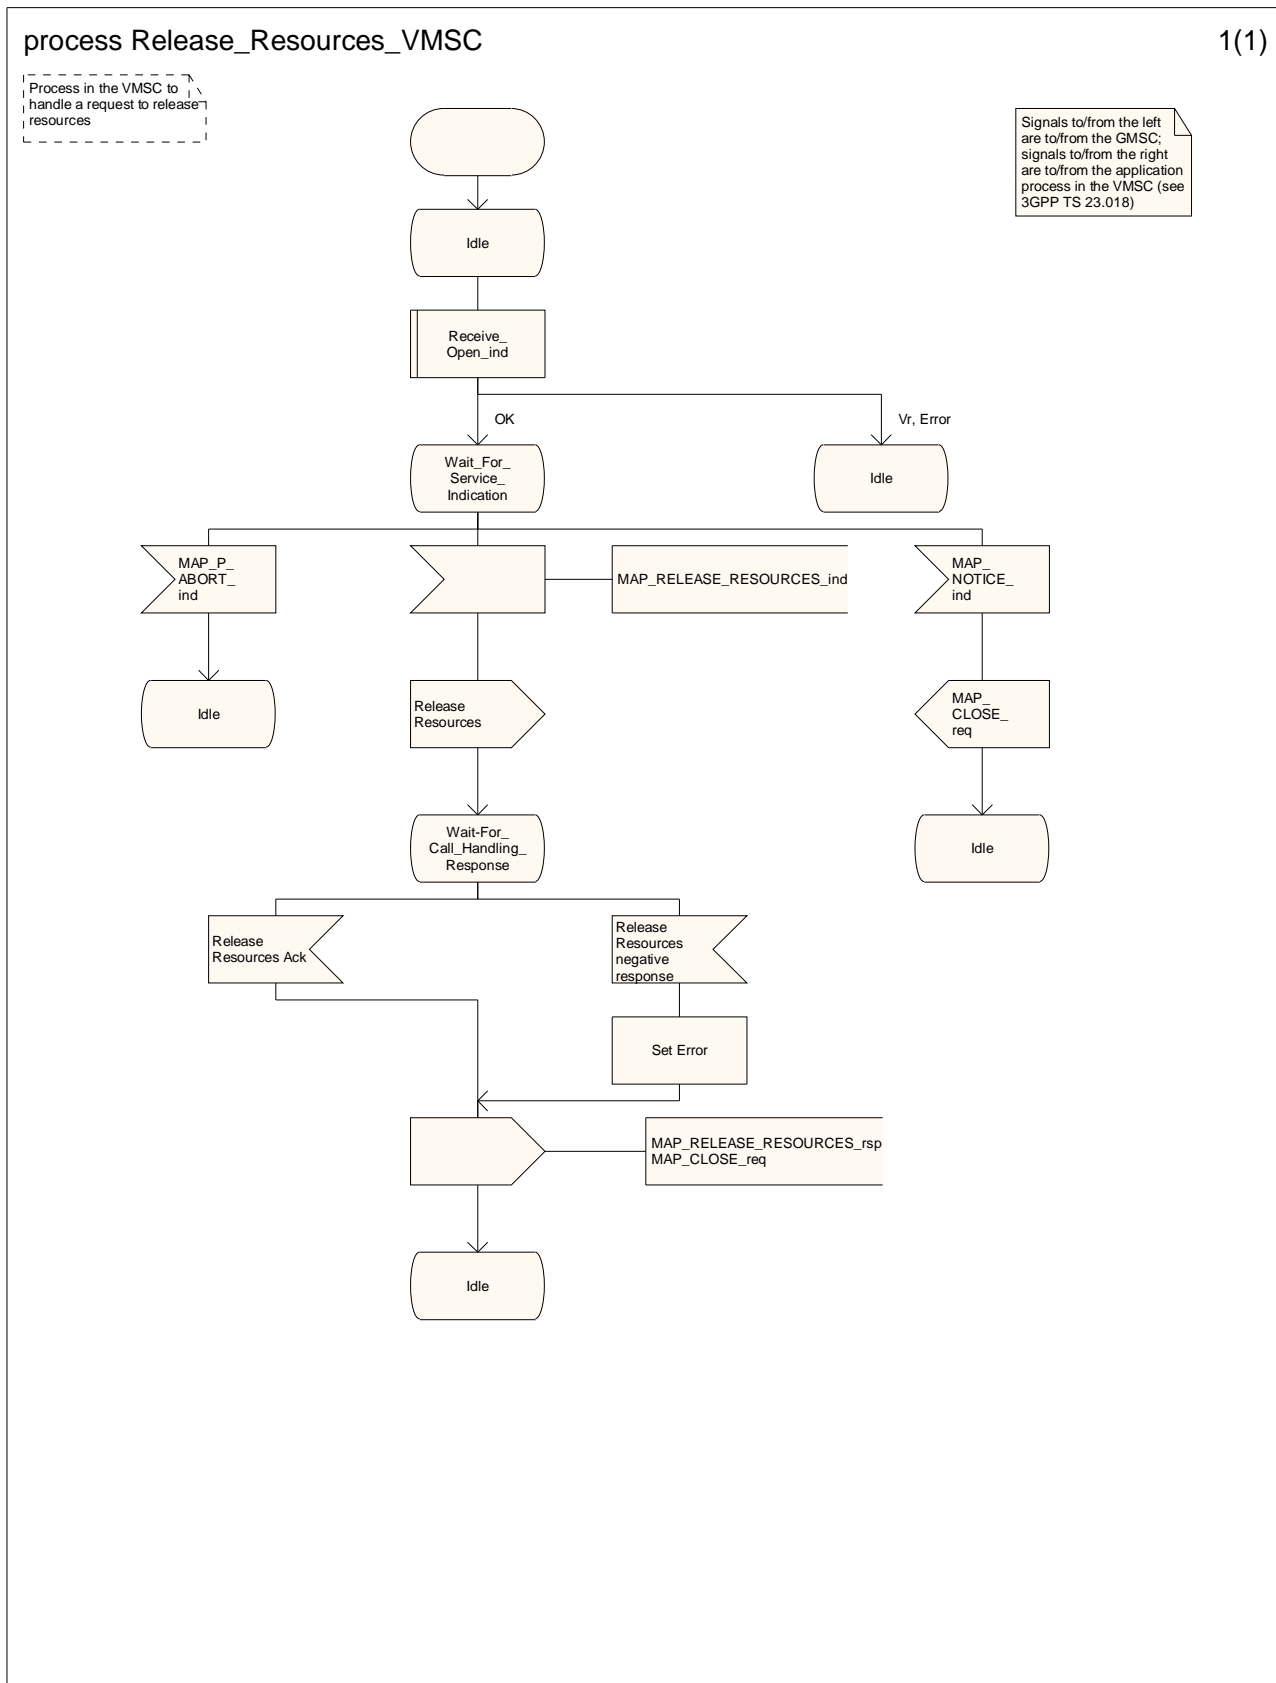 process Release_Resources_VMSC
1(1)
Process in the VMSC to
handle a request to release
resources
Signals to/from the left
are to/from the GMSC;
signals to/from the right
are to/from the application
process in the VMSC (see
3GPP TS 23.018)
Idle
Receive_
Open_ind
OK
Vr, Error
Wait_For_
Service_
Indication
Idle
MAP_P_
ABORT_
ind
MAP_RELEASE_RESOURCES_ind
MAP_
NOTICE_
ind
Idle
Release
Resources
MAP_
CLOSE_
req
Wait-For_
Call_Handling_
Response
Idle
Release
Resources Ack
Release
Resources
negative
response
Set Error
MAP_RELEASE_RESOURCES_rsp
MAP_CLOSE_req
Idle